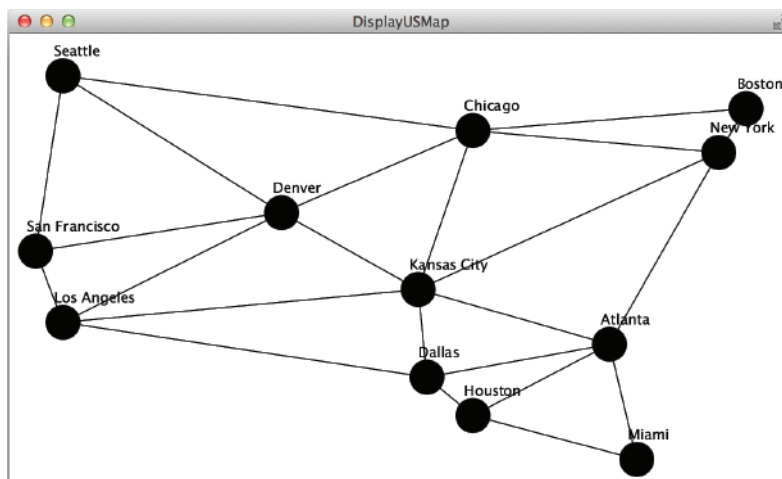 DisplayUSMap
Seattle
Boston
Chicago
New York
Denver
San Francisco
Kansas City
Los Angeles
Atlanta
Dallas
Houston
Miami